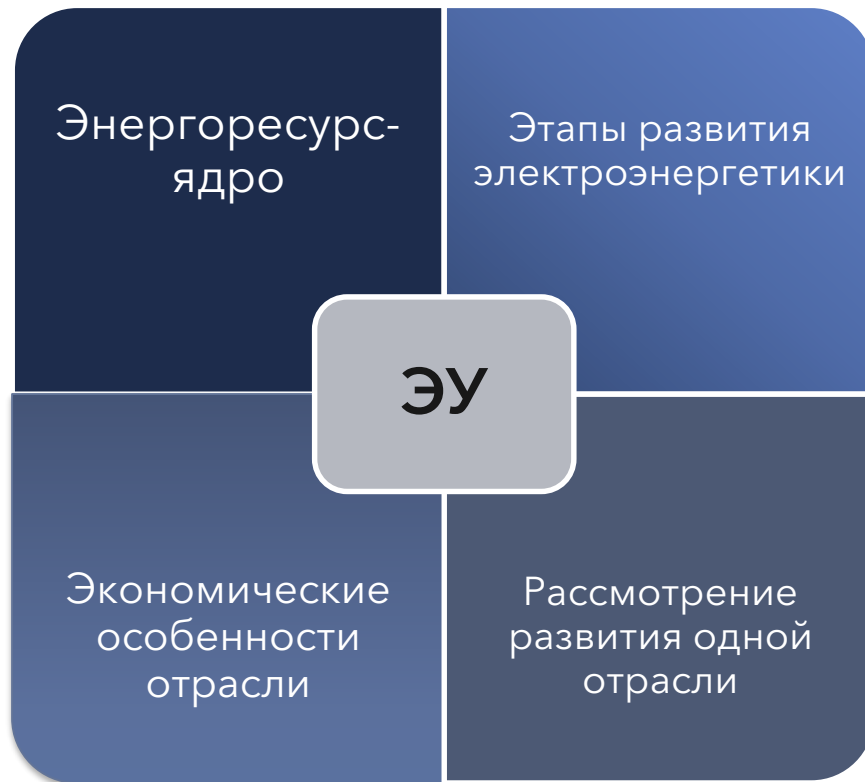 Энергоресурс-
ядро
Этапы развития
электроэнергетики
ЭУ
Экономические
особенности
отрасли
Рассмотрение
развития одной
отрасли